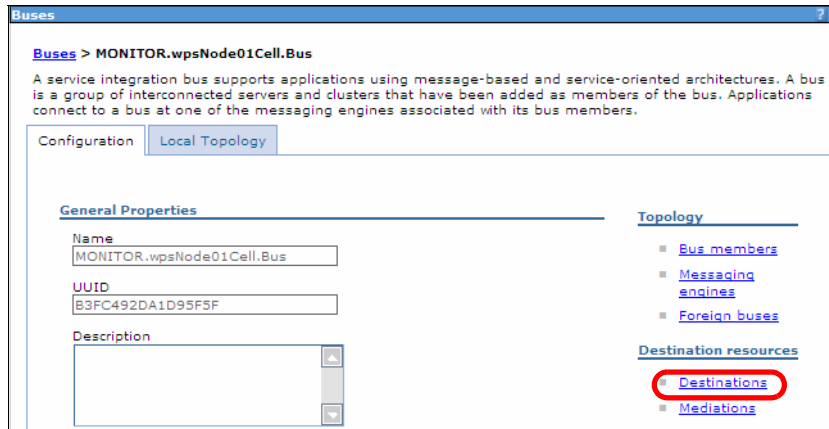 Buses ?
Buses > MONITOR.wpsNode01Cell.Bus
A service integration bus supports applications using message-based and service-oriented architectures. A bus
is a group of interconnected servers and clusters that have been added as members of the bus. Applications
connect to a bus at one of the messaging engines associated with its bus members.
Configuration Local Topology
General Properties
Name
MONITOR.wpsNode01Cell.Bus
UUID
B3FC492DA1D95F5F
Description
Topology
Bus members
Messaging
engines
Foreign buses
Destination resources
Destinations
Mediations